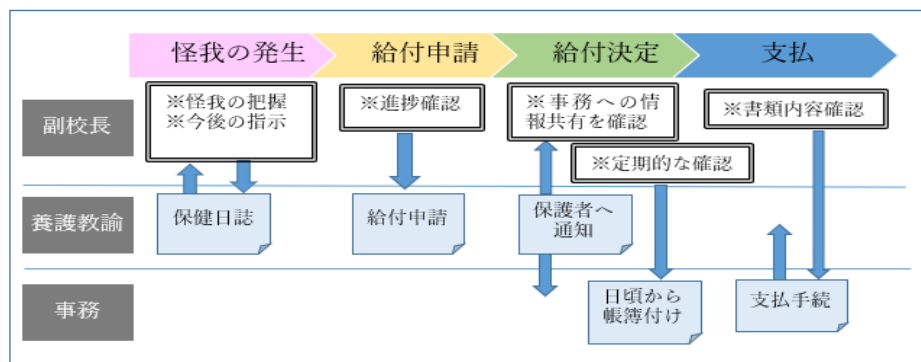 怪我の発生
給付申請
給付決定
支払
副校長
※怪我の把握
※今後の指示
※進捗確認
※事務への情
報共有を確認
※定期的な確認
※書類内容確認
養護教諭
保健日誌
給付申請
保護者へ
通知
事務
日頃から
帳簿付け
支払手続